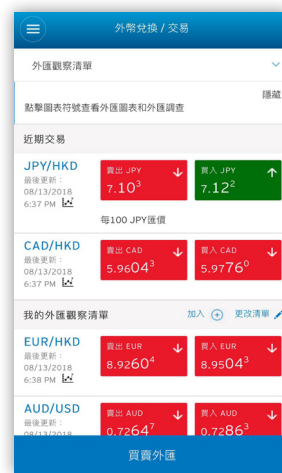 外幣兌換 / 交易
外匯觀察清單
隱藏
點擊圖表符號查看外匯圖表和外匯調查
近期交易
JPY/HKD
最後更新：
08/13/2018
6:37 PM
賣出 JPY
7.10³
買入 JPY
7.12²
每100 JPY匯價
CAD/HKD
最後更新：
08/13/2018
6:37 PM
賣出 CAD
5.9604³
買入 CAD
5.9776⁰
我的外匯觀察清單
加入
更改清單
EUR/HKD
最後更新：
08/13/2018
6:38 PM
賣出 EUR
8.9260⁴
買入 EUR
8.9504³
AUD/USD
最後更新：
08/13/2018
賣出 AUD
0.7264⁷
買入 AUD
0.7286³
買賣外匯